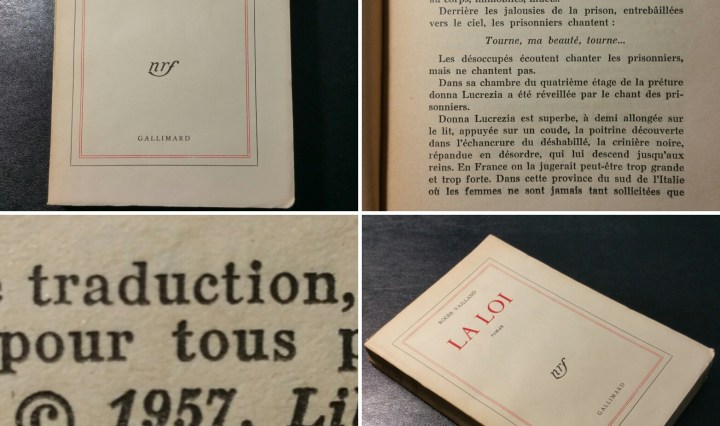 nrf
GALLIMARD
Derrière les jalousies de la prison, entrebâillées
vers le ciel, les prisonniers chantent :
Tourne, ma beauté, tourne...
Les désoccupés écoutent chanter les prisonniers,
mais ne chantent pas.
Dans sa chambre du quatrième étage de la préture
donna Lucrezia a été réveillée par le chant des pri-
sonniers.
Donna Lucrezia est superbe, à demi allongée sur
le lit, appuyée sur un coude, la poitrine découverte
dans l'échancrure du déshabillé, la crinière noire,
répandue en désordre, qui lui descend jusqu'aux
reins. En France on la jugerait peut-être trop grande
et trop forte. Dans cette province du sud de l'Italie
où les femmes ne sont jamais tant sollicitées que
traduction,
pour tous
© 1957,
ROGER VAILLAND
LA LOI
roman
nrf
GALLIMARD